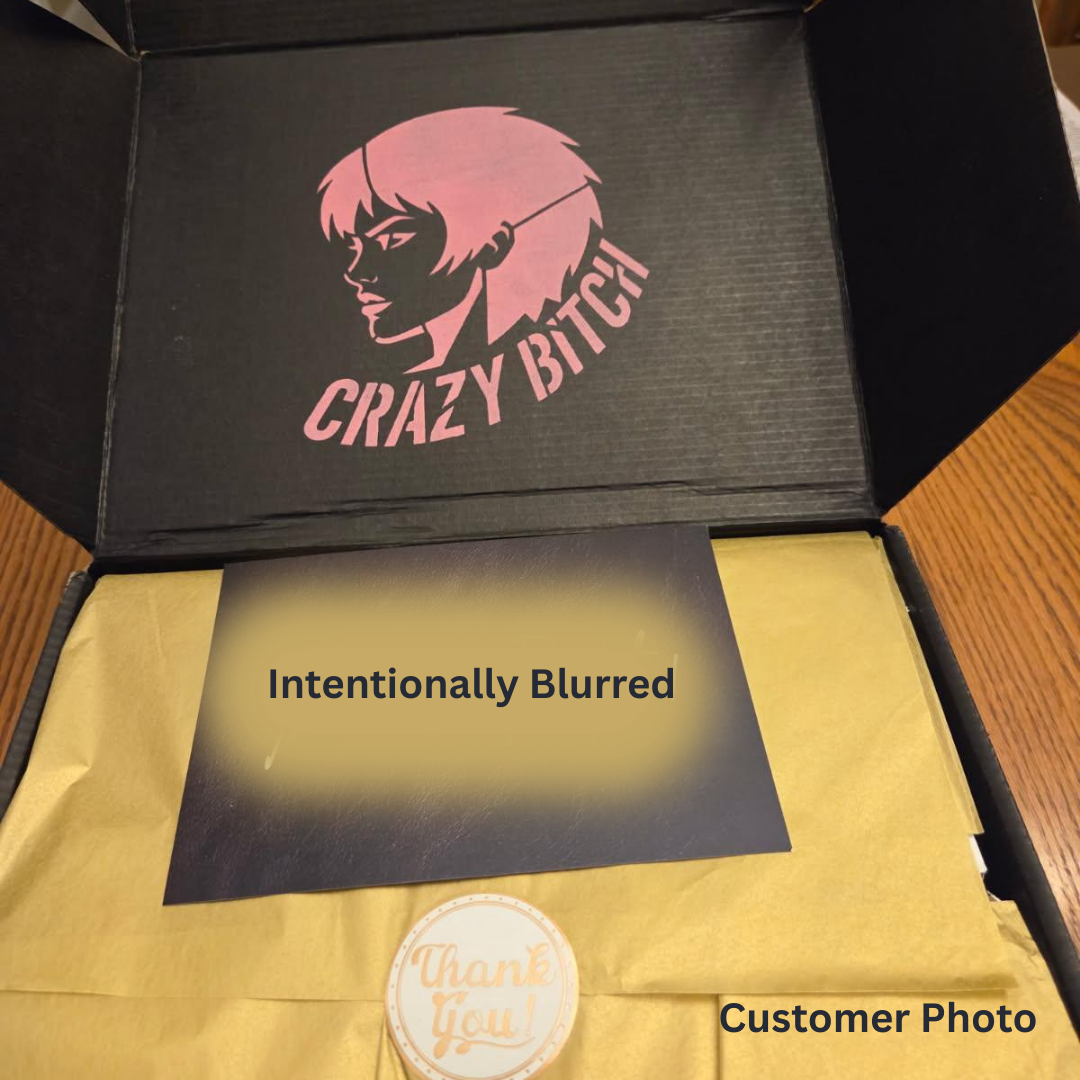 CRAZY BITCH
Intentionally Blurred
Thank
You!
Customer Photo